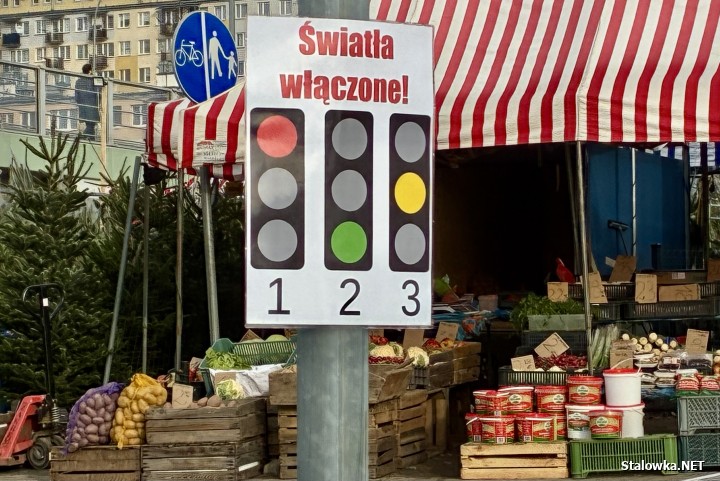 Światła
włączone!
1 2 3
Stalowka.NET